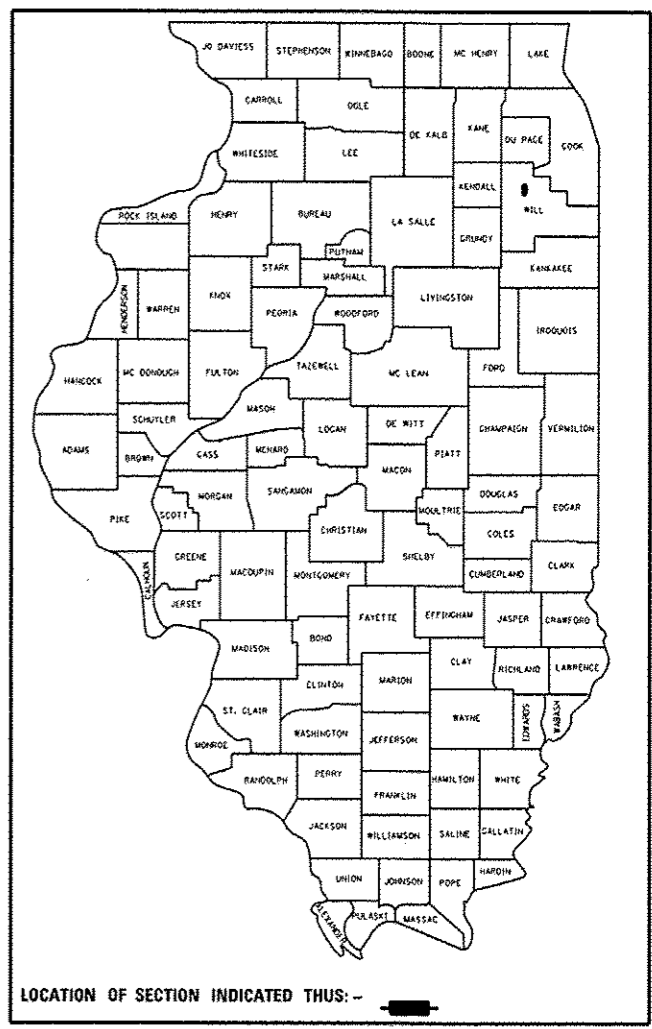 JO DAVIESS STEPHENSON WINNEBAGO BOONE MC HENRY LAKE
CARROLL OGLE DE KALB KANE DU PAGE COOK
WHITESIDE LEE KENDALL WILL
ROCK ISLAND HENRY BUREAU PUTNAM LA SALLE GRUNDY KANKAKEE
HENDERSON WARREN KNOX STARK MARSHALL LIVINGSTON IROQUOIS
PEORIA WOODFORD
HANCOCK MC DONOUGH FULTON TAZEWELL MC LEAN FORD
SCHUYLER MASON LOGAN DE WITT CHAMPAIGN VERMILION
ADAMS BROWN CASS MENARD MACON PIATT
PIKE SCOTT MORGAN SANGAMON MOULTRIE DOUGLAS EDGAR
CHRISTIAN COLES
CALHOUN GREENE MACOUPIN MONTGOMERY SHELBY CUMBERLAND CLARK
JERSEY FAYETTE EFFINGHAM JASPER CRAWFORD
MADISON BOND CLAY RICHLAND LAWRENCE
ST. CLAIR CLINTON MARION WAYNE EDWARDS WABASH
MONROE WASHINGTON JEFFERSON
RANDOLPH PERRY FRANKLIN HAMILTON WHITE
JACKSON WILLIAMSON SALINE GALLATIN
UNION JOHNSON POPE HARDIN
ALEXANDER PULASKI MASSAC
LOCATION OF SECTION INDICATED THUS: –